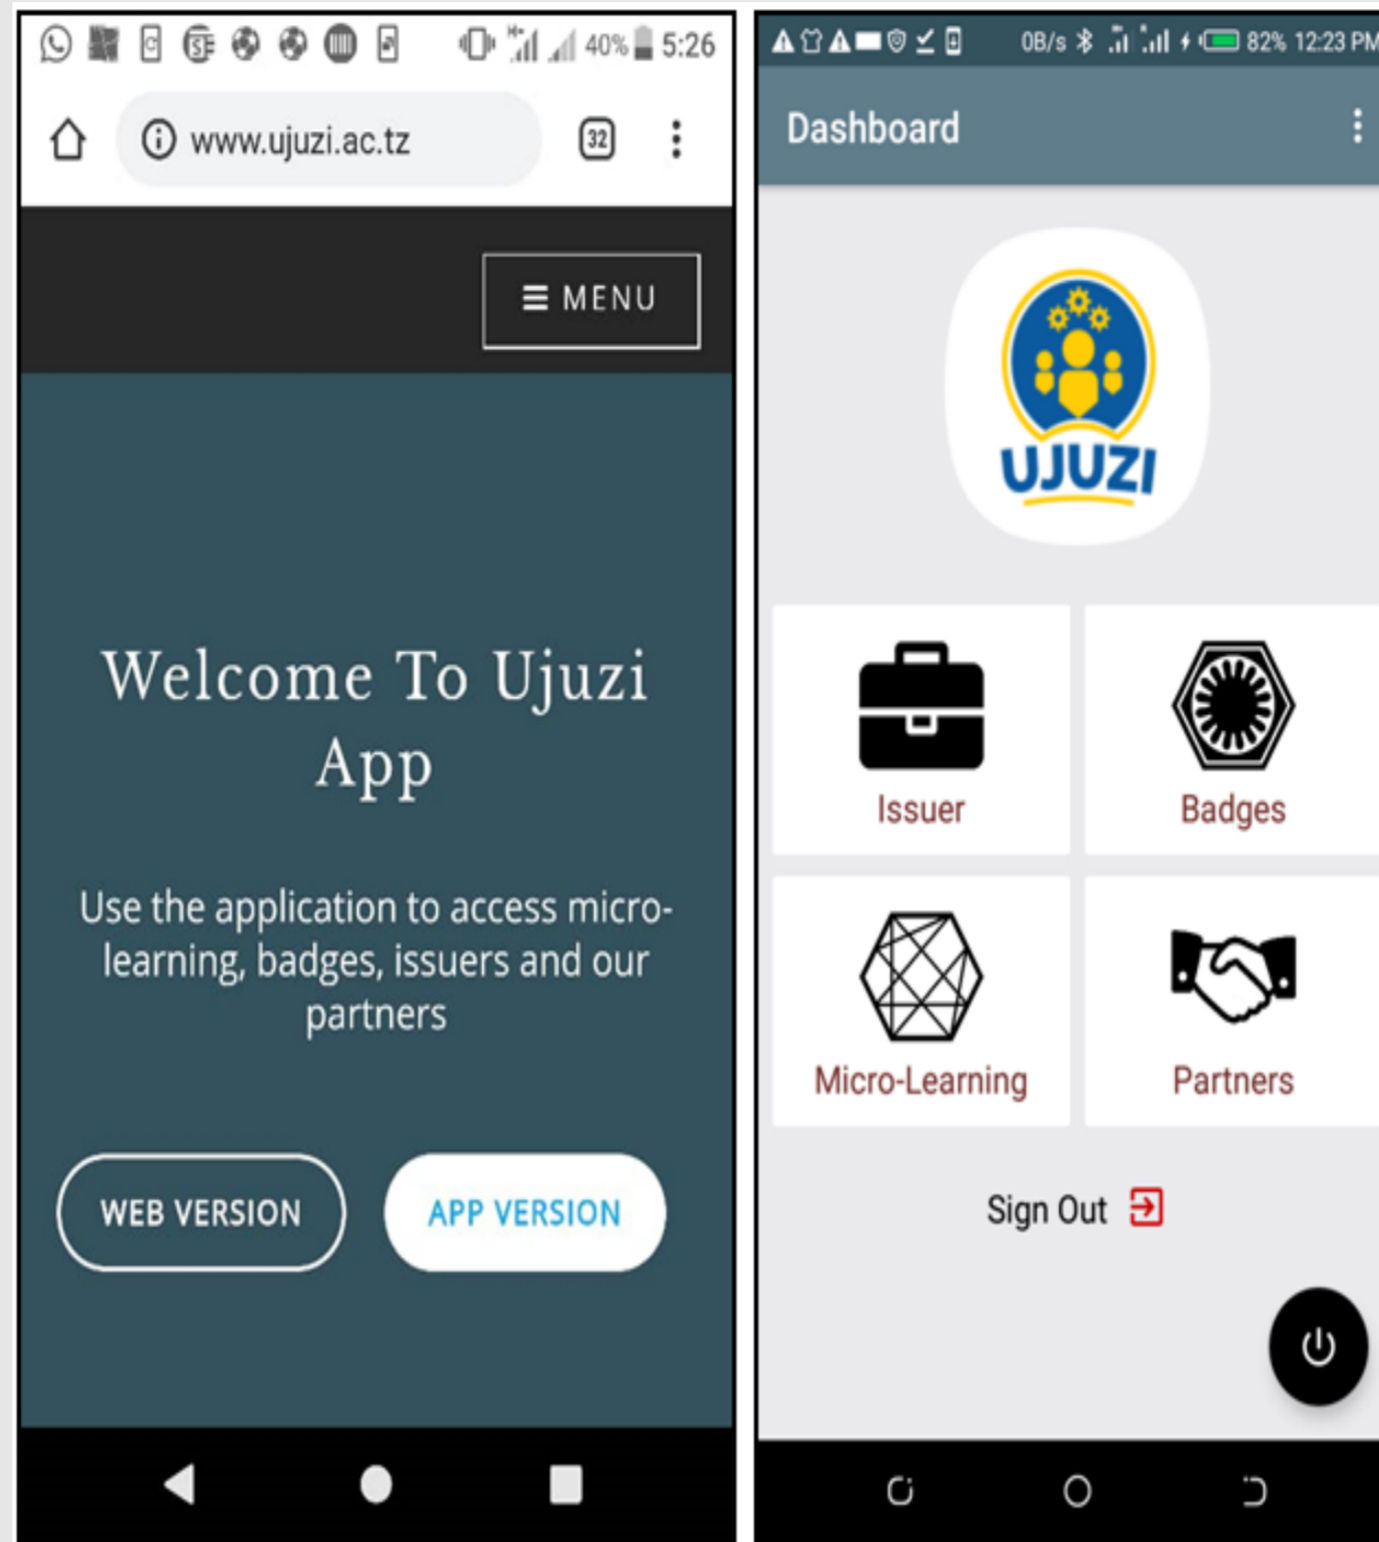 40% 5:26
www.ujuzi.ac.tz
32
MENU
Welcome To Ujuzi
App
Use the application to access micro-
learning, badges, issuers and our
partners
WEB VERSION
APP VERSION
0B/s 82% 12:23 PM
Dashboard
UJUZI
Issuer
Badges
Micro-Learning
Partners
Sign Out